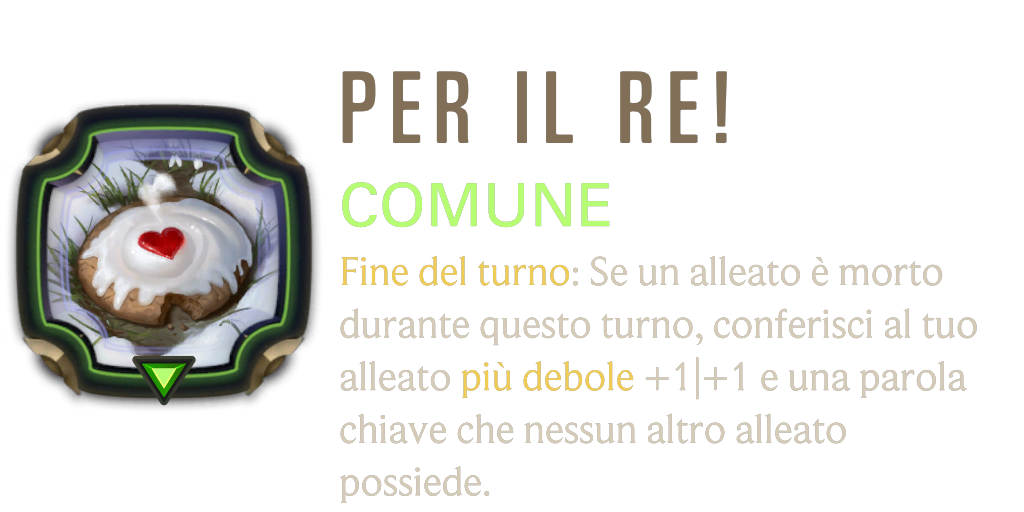 PER IL RE!
COMUNE
Fine del turno: Se un alleato è morto
durante questo turno, conferisci al tuo
alleato più debole +1|+1 e una parola
chiave che nessun altro alleato
possiede.